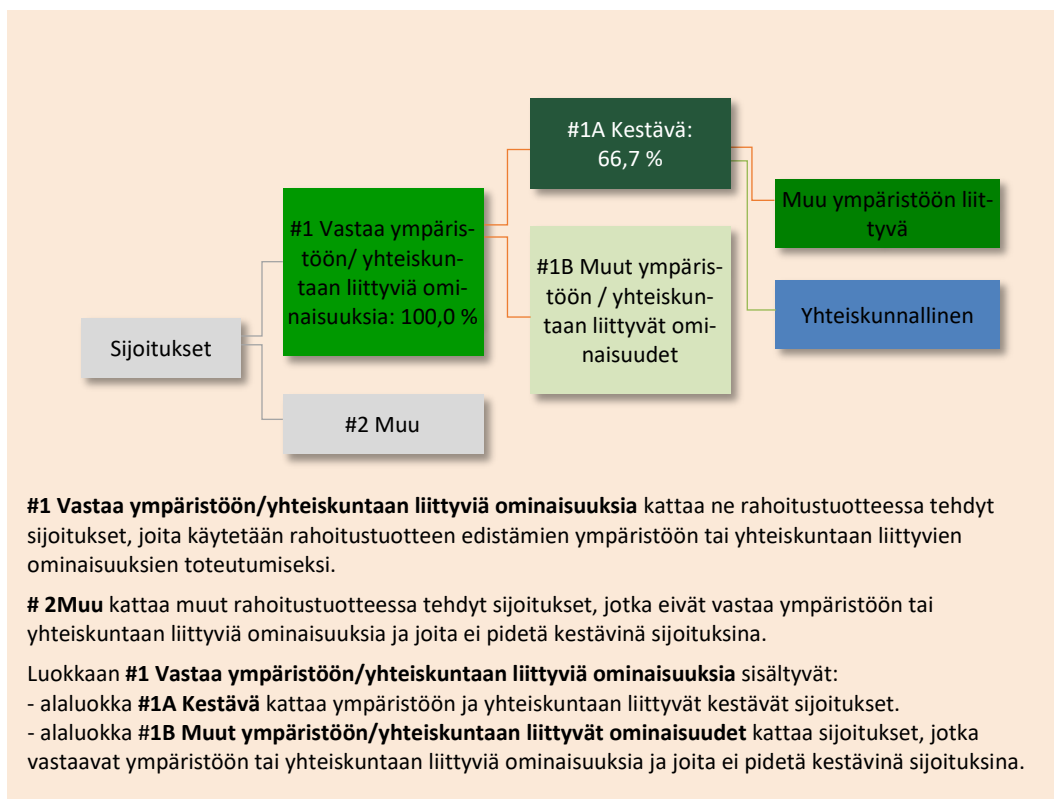 #1A Kestävä:
66,7 %
Muu ympäristöön liit-
tyvä
#1 Vastaa ympäris-
töön/ yhteiskun-
taan liittyviä omi-
naisuuksia: 100,0 %
#1B Muut ympäris-
töön / yhteiskun-
taan liittyvät omi-
naisuudet
Yhteiskunnallinen
Sijoitukset
#2 Muu
#1 Vastaa ympäristöön/yhteiskuntaan liittyviä ominaisuuksia kattaa ne rahoitustuotteessa tehdyt
sijoitukset, joita käytetään rahoitustuotteen edistämien ympäristöön tai yhteiskuntaan liittyvien
ominaisuuksien toteutumiseksi.
# 2Muu kattaa muut rahoitustuotteessa tehdyt sijoitukset, jotka eivät vastaa ympäristöön tai
yhteiskuntaan liittyviä ominaisuuksia ja joita ei pidetä kestävinä sijoituksina.
Luokkaan #1 Vastaa ympäristöön/yhteiskuntaan liittyviä ominaisuuksia sisältyvät:
- alaluokka #1A Kestävä kattaa ympäristöön ja yhteiskuntaan liittyvät kestävät sijoitukset.
- alaluokka #1B Muut ympäristöön/yhteiskuntaan liittyvät ominaisuudet kattaa sijoitukset, jotka
vastaavat ympäristöön tai yhteiskuntaan liittyviä ominaisuuksia ja joita ei pidetä kestävinä sijoituksina.